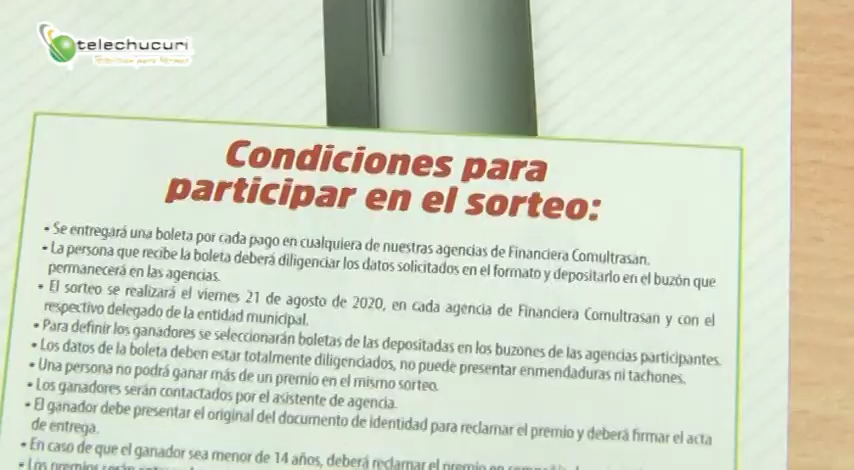 telechucuri
Condiciones para
participar en el sorteo:
• Se entregará una boleta por cada pago en cualquiera de nuestras agencias de Financiera Comultrasan.
• La persona que recibe la boleta deberá diligenciar los datos solicitados en el formato y depositarlo en el buzón que
permanecerá en las agencias.
• El sorteo se realizará el viernes 21 de agosto de 2020, en cada agencia de Financiera Comultrasan y con el
respectivo delegado de la entidad municipal.
• Para definir los ganadores se seleccionarán boletas de las depositadas en los buzones de las agencias participantes.
• Los datos de la boleta deben estar totalmente diligenciados, no puede presentar enmendaduras ni tachones.
• Una persona no podrá ganar más de un premio en el mismo sorteo.
• Los ganadores serán contactados por el asistente de agencia.
• El ganador debe presentar el original del documento de identidad para reclamar el premio y deberá firmar el acta
de entrega.
• En caso de que el ganador sea menor de 14 años, deberá reclamar el premio en
• Los premios serán